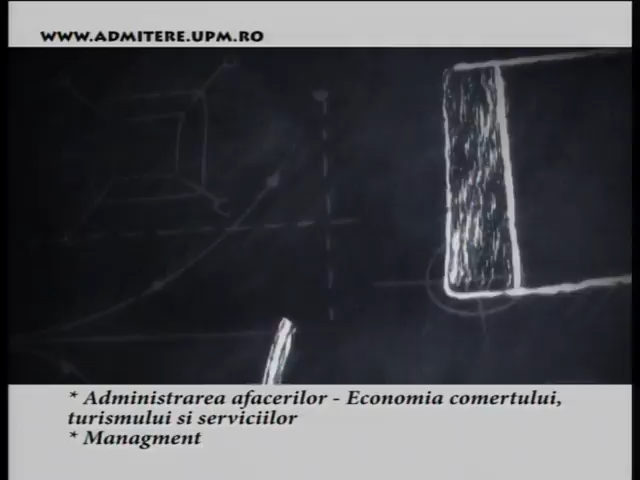 WWW.ADMITERE.UPM.RO
* Administrarea afacerilor - Economia comertului,
turismului si serviciilor
* Managment